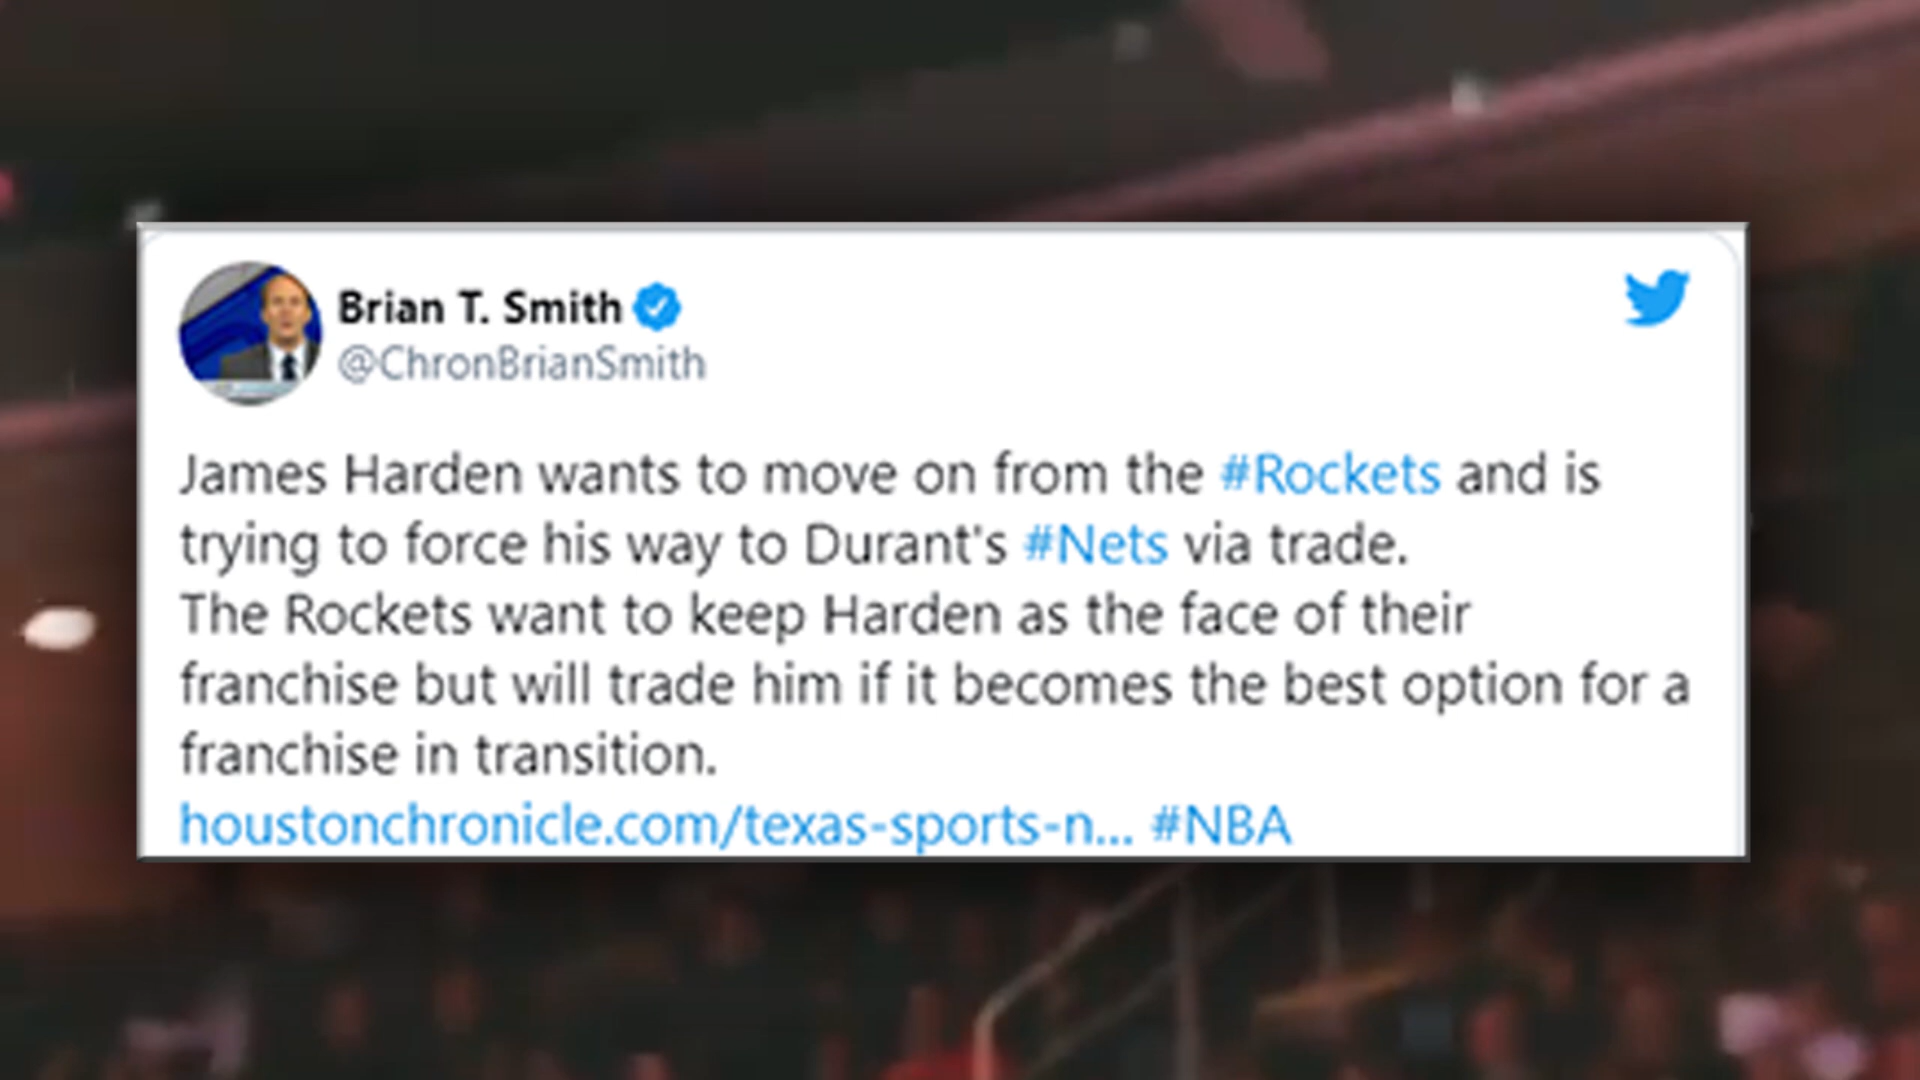 Brian T. Smith
@ChronBrianSmith
James Harden wants to move on from the #Rockets and is
trying to force his way to Durant's #Nets via trade.
The Rockets want to keep Harden as the face of their
franchise but will trade him if it becomes the best option for a
franchise in transition.
houstonchronicle.com/texas-sports-n... #NBA